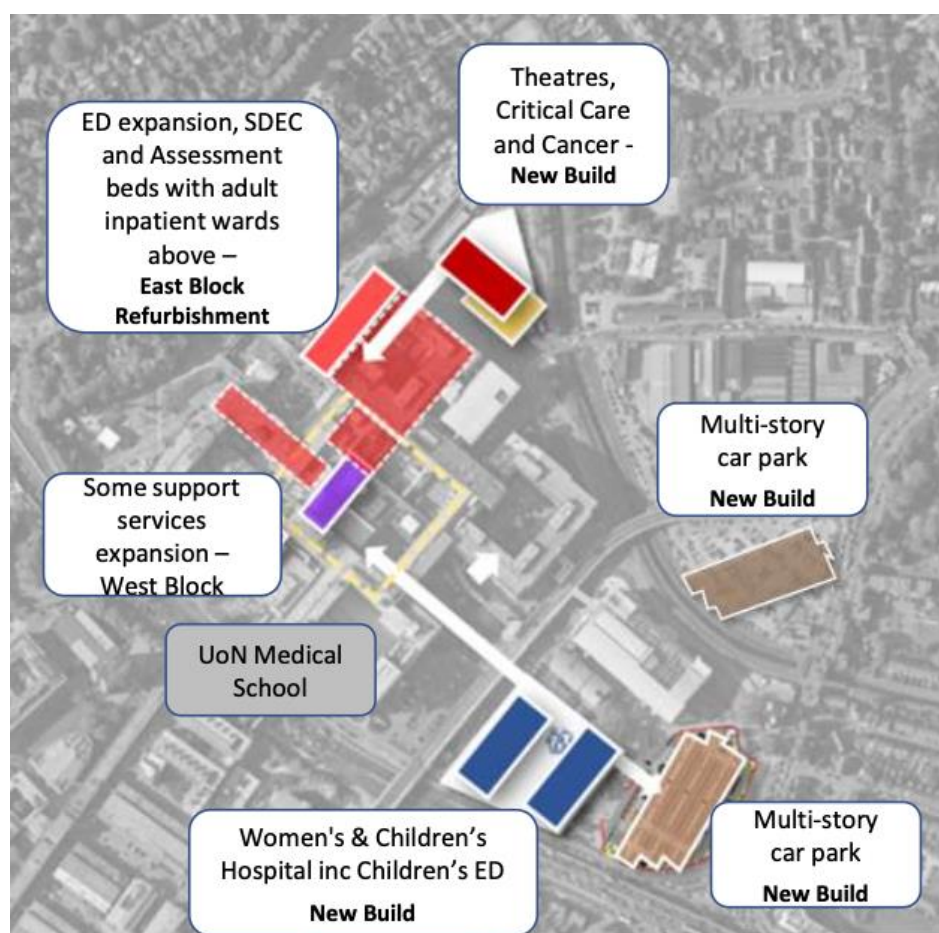 Theatres,
Critical Care
and Cancer -
New Build
ED expansion, SDEC
and Assessment
beds with adult
inpatient wards
above –
East Block
Refurbishment
Multi-story
car park
New Build
Some support
services
expansion –
West Block
UoN Medical
School
Women's & Children’s
Hospital inc Children’s ED
New Build
Multi-story
car park
New Build